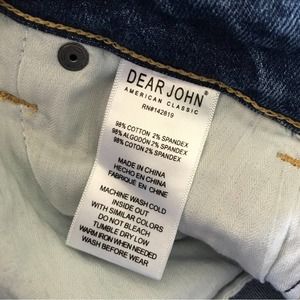 DEAR JOHN
AMERICAN CLASSIC
RN#142619
98% COTTON 2% SPANDEX
98% ALGODÓN 2% SPANDEX
98% COTON 2% SPANDEX
MADE IN CHINA
HECHO EN CHINA
FABRIQUE EN CHINE
MACHINE WASH COLD
INSIDE OUT
WITH SIMILAR COLORS
DO NOT BLEACH
TUMBLE DRY LOW
WARM IRON WHEN NEEDED
WASH BEFORE WEAR